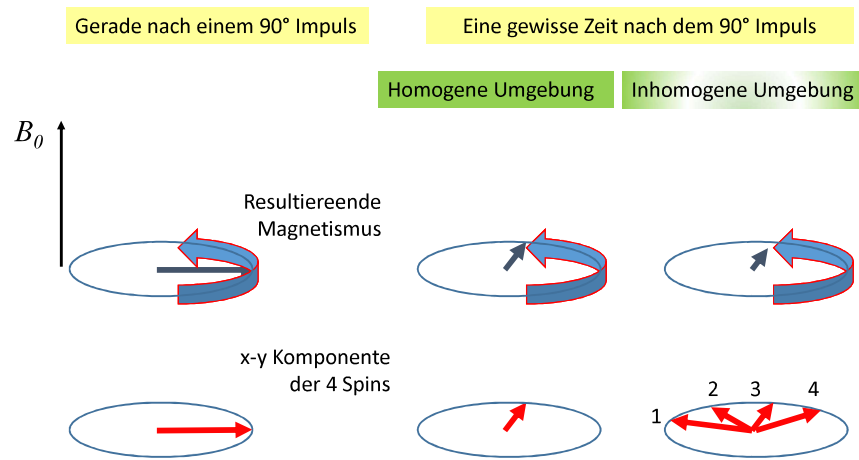 Gerade nach einem 90° Impuls
Eine gewisse Zeit nach dem 90° Impuls
Homogene Umgebung
Inhomogene Umgebung
B0
Resultiereende
Magnetismus
x-y Komponente
der 4 Spins
1
2
3
4